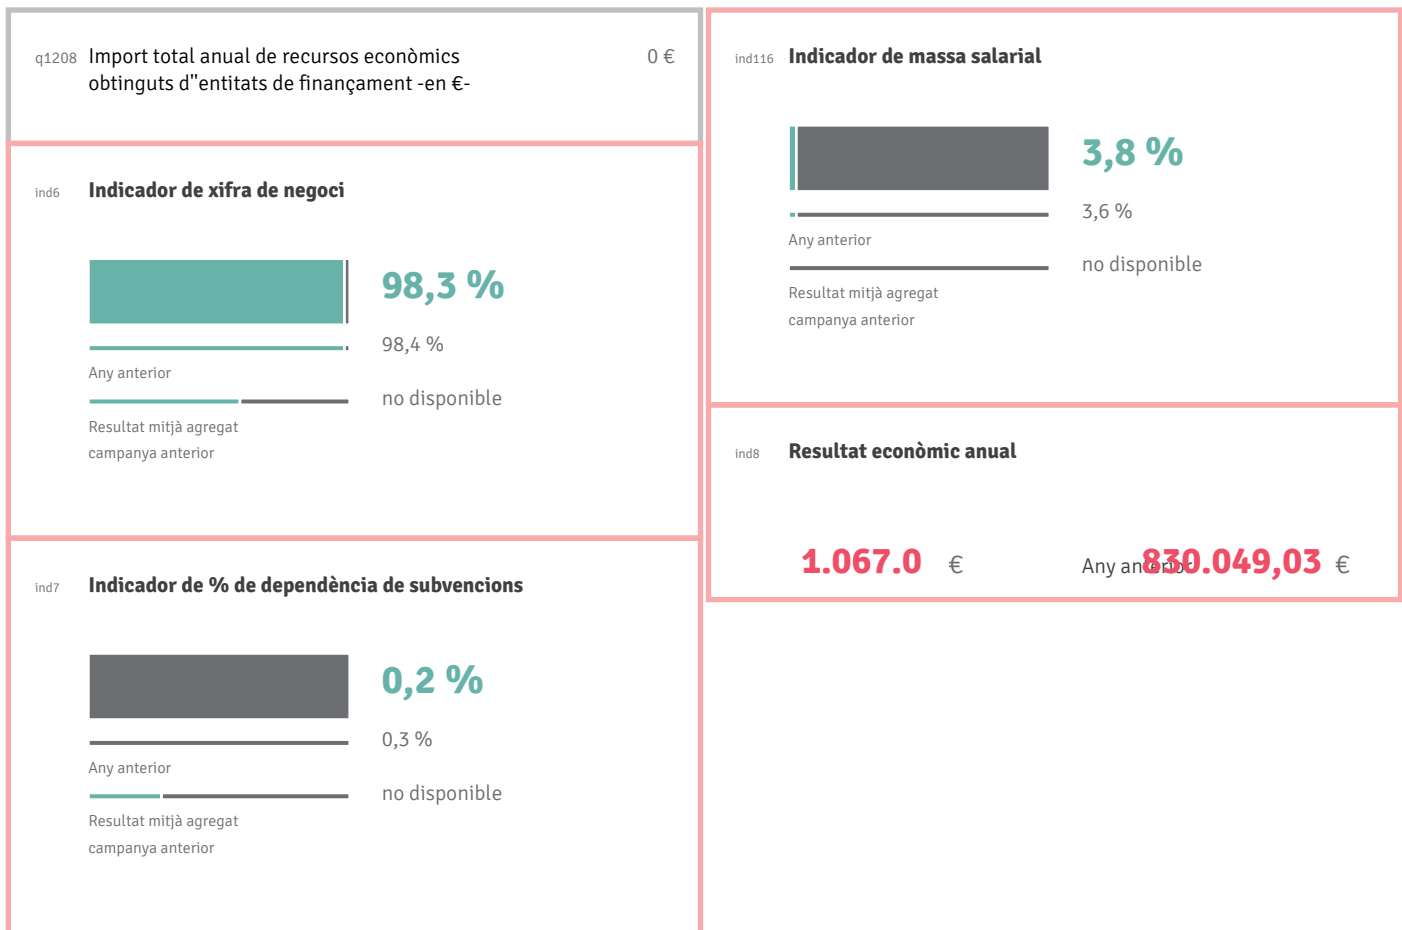 q1208 Import total anual de recursos econòmics
obtinguts d"entitats de finançament -en €-
0 €
ind6 Indicador de xifra de negoci
98,3 %
98,4 %
Any anterior
no disponible
Resultat mitjà agregat
campanya anterior
ind7 Indicador de % de dependència de subvencions
0,2 %
0,3 %
Any anterior
no disponible
Resultat mitjà agregat
campanya anterior
ind116 Indicador de massa salarial
3,8 %
3,6 %
Any anterior
no disponible
Resultat mitjà agregat
campanya anterior
ind8 Resultat econòmic anual
1.067.0 €
Any anterior 830.049,03 €